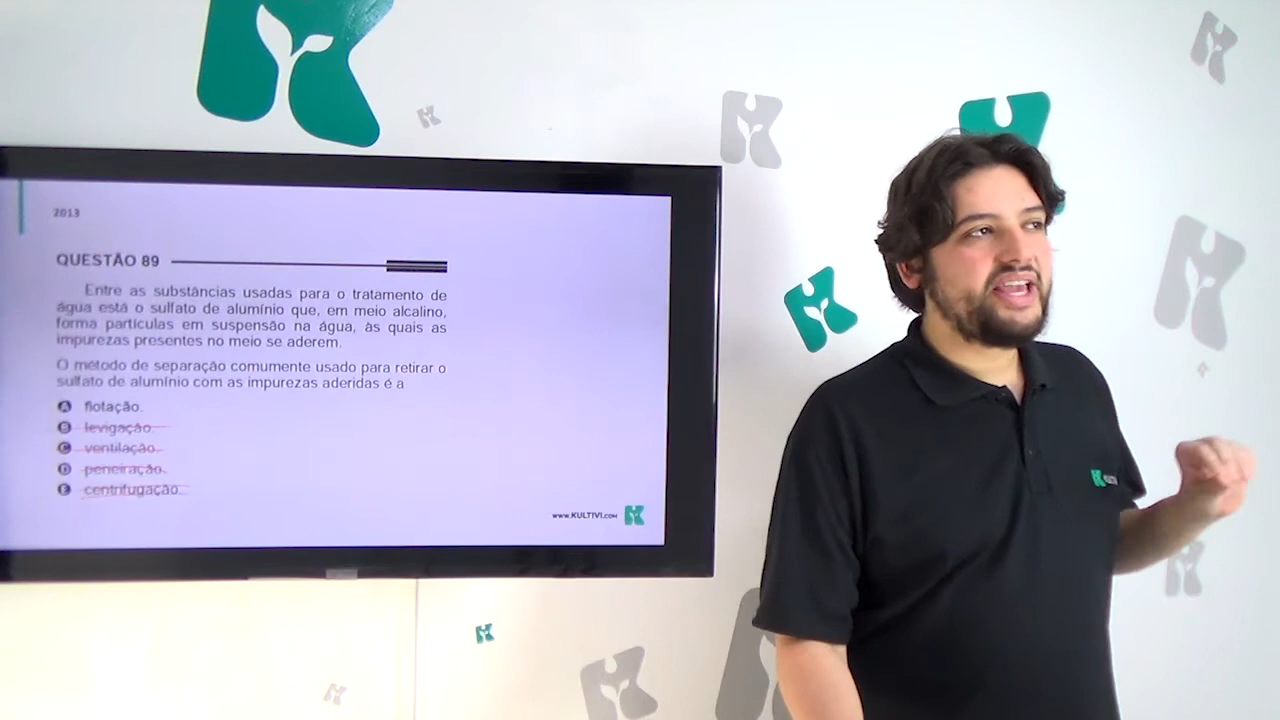 2013
QUESTÃO 89
Entre as substâncias usadas para o tratamento de
água está o sulfato de alumínio que, em meio alcalino,
forma partículas em suspensão na água, às quais as
impurezas presentes no meio se aderem.
O método de separação comumente usado para retirar o
sulfato de alumínio com as impurezas aderidas é a
A flotação.
B levigação.
C ventilação.
D peneiração.
E centrifugação.
www.KULTIVI.com